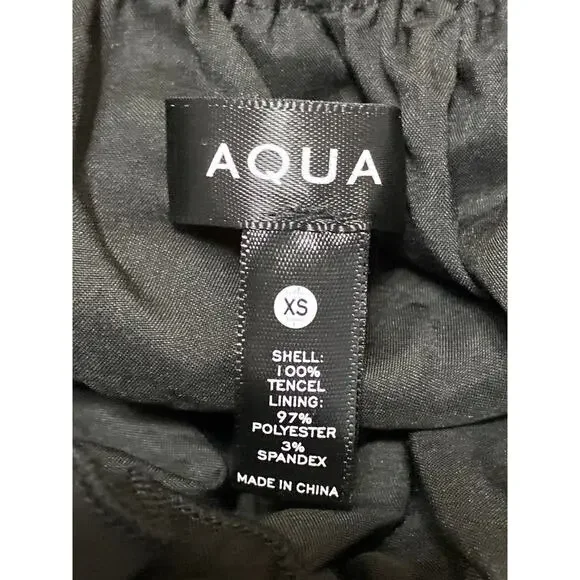 AQUA
XS
SHELL:
100%
TENCEL
LINING:
97%
POLYESTER
3%
SPANDEX
MADE IN CHINA